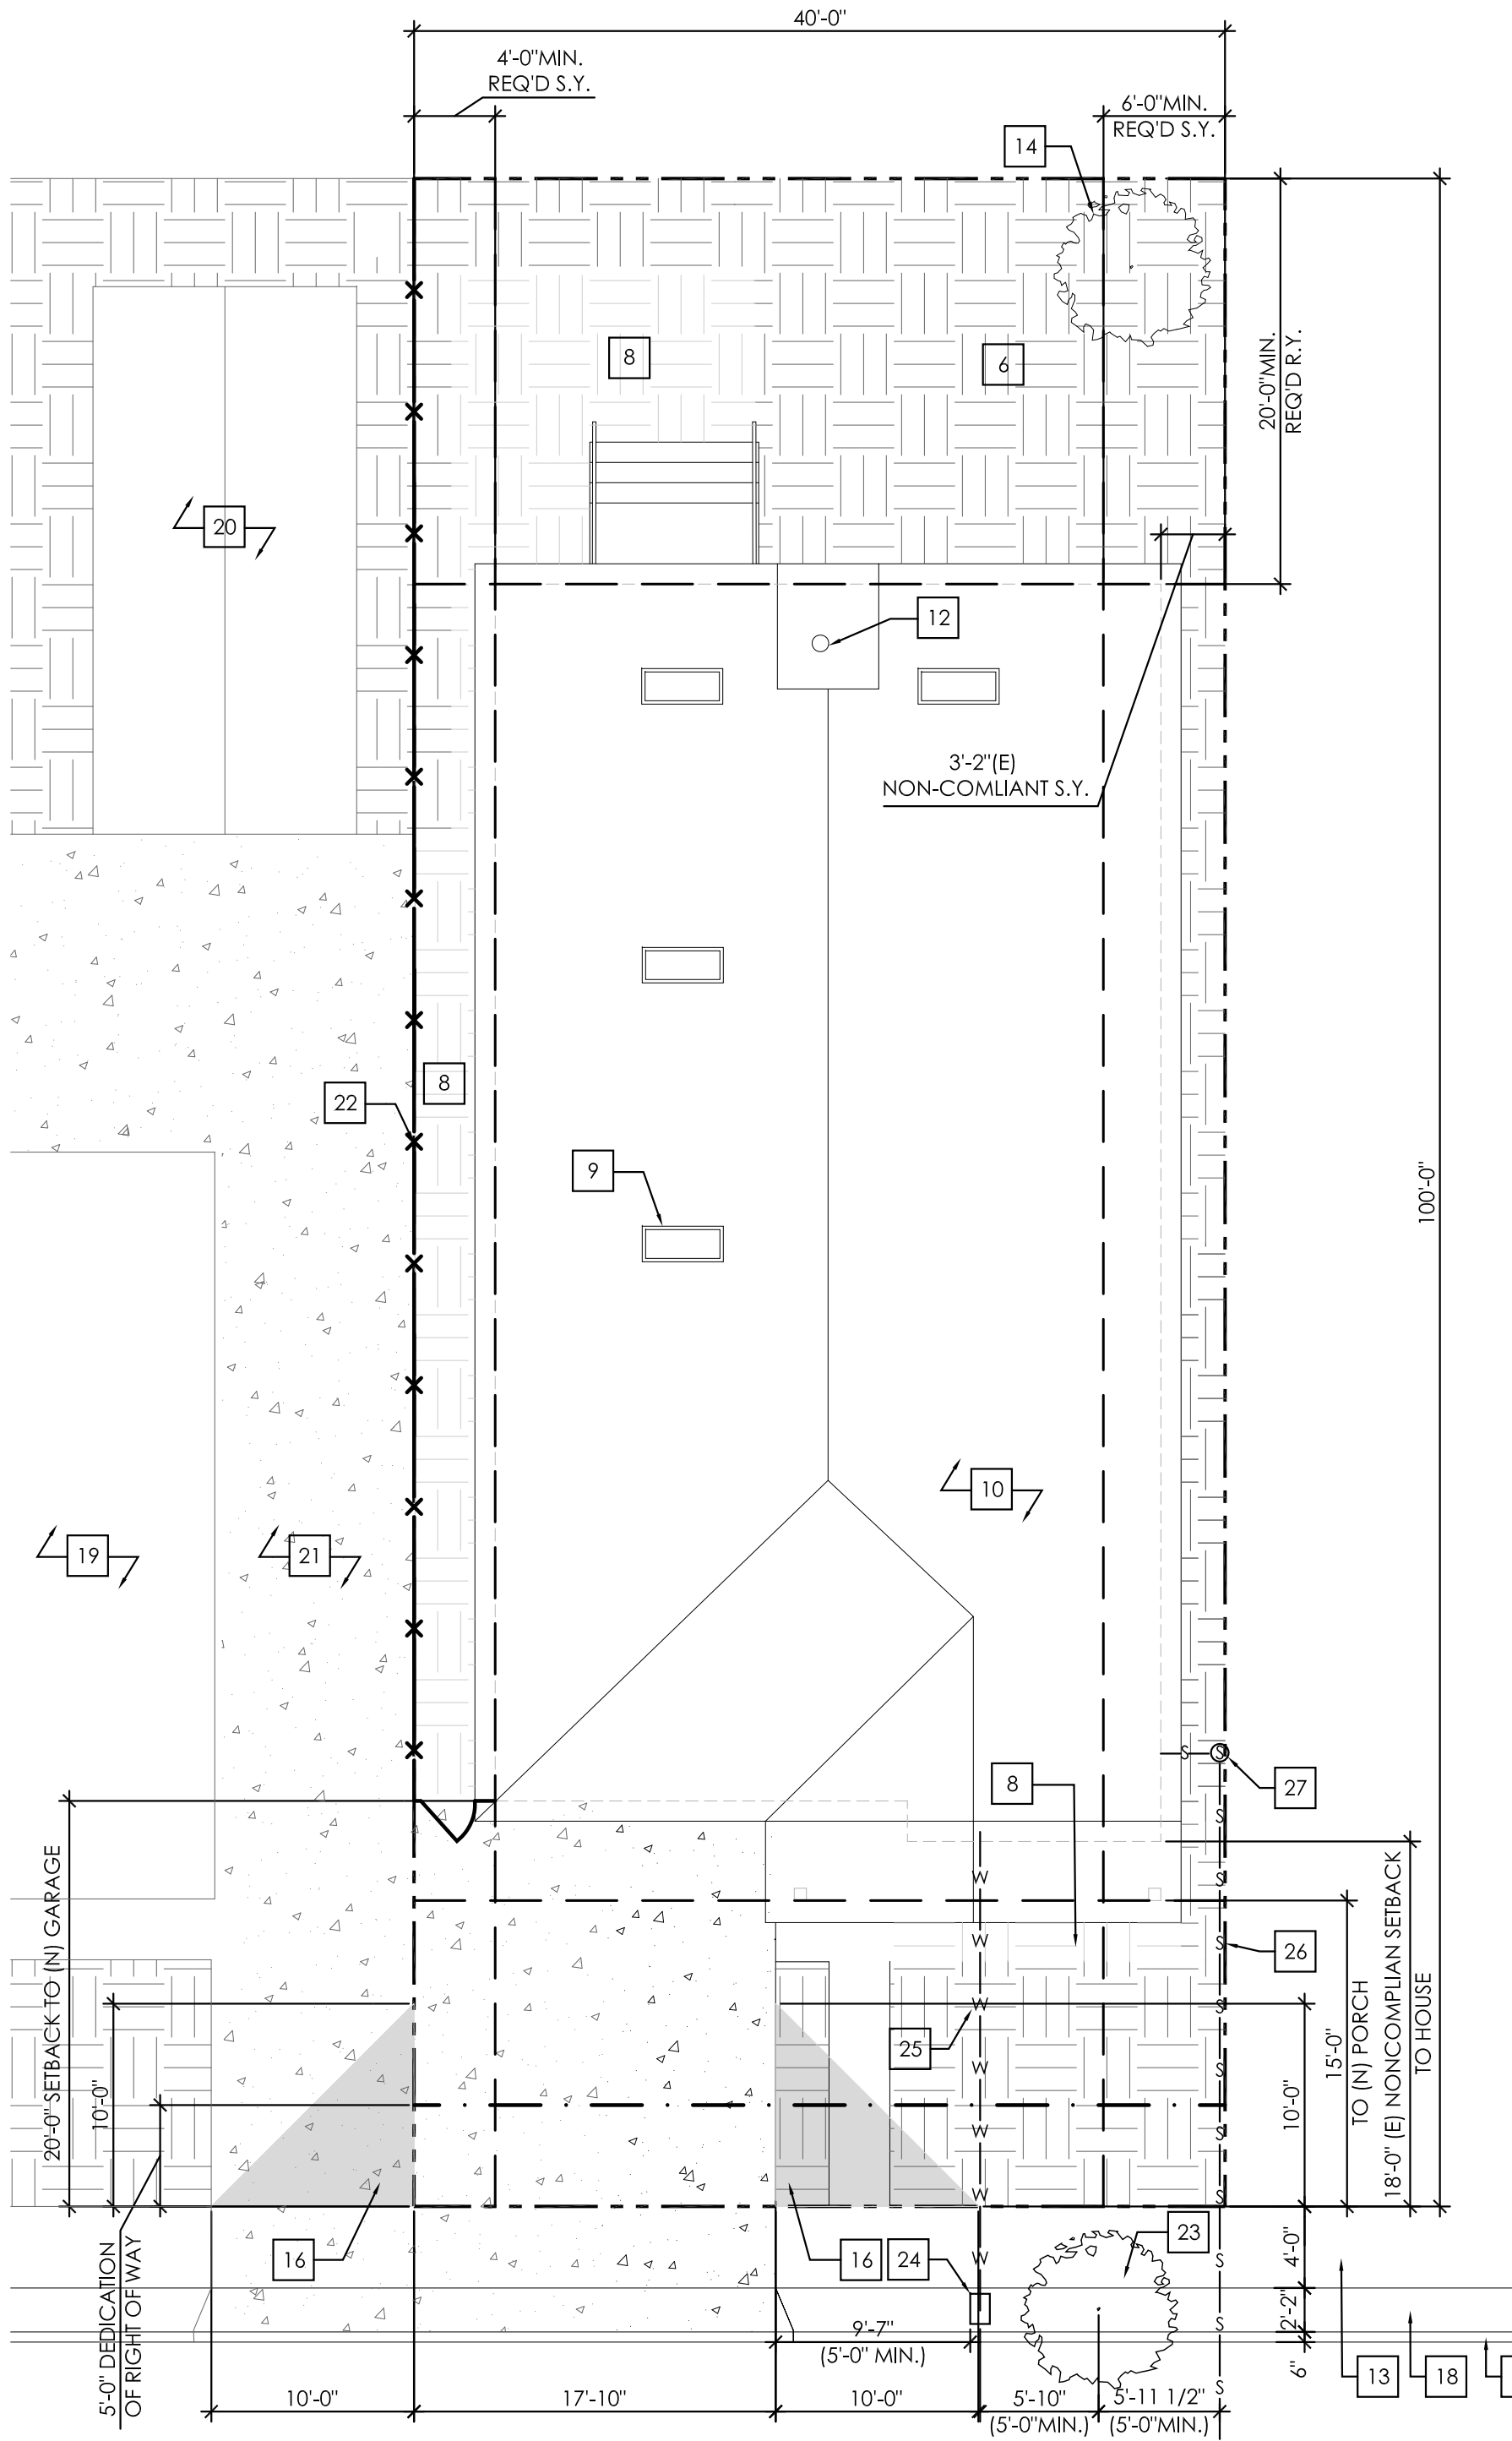 40'-0"
4'-0"MIN.
REQ'D S.Y.
6'-0"MIN.
REQ'D S.Y.
14
20'-0"MIN.
REQ'D R.Y.
8
6
20
12
3'-2"(E)
NON-COMLIANT S.Y.
8
22
9
100'-0"
10
19
21
8
S
S
27
S
W
S
20'-0" SETBACK TO (N) GARAGE
W
S
26
10'-0"
W
S
25
15'-0"
TO (N) PORCH
18'-0" (E) NONCOMPLIAN SETBACK
TO HOUSE
10'-0"
W
S
W
S
W
S
5'-0" DEDICATION
OF RIGHT OF WAY
16
16
24
23
W
S
4'-0"
2'-2"
S
9'-7"
(5'-0" MIN.)
6"
13
18
S
10'-0"
17'-10"
10'-0"
5'-10"
(5'-0"MIN.)
5'-11 1/2"
(5'-0"MIN.)